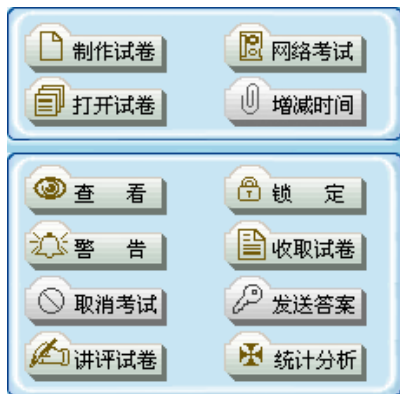 制作试卷 网络考试
打开试卷 增减时间
查 看 锁 定
警 告 收取试卷
取消考试 发送答案
讲评试卷 统计分析